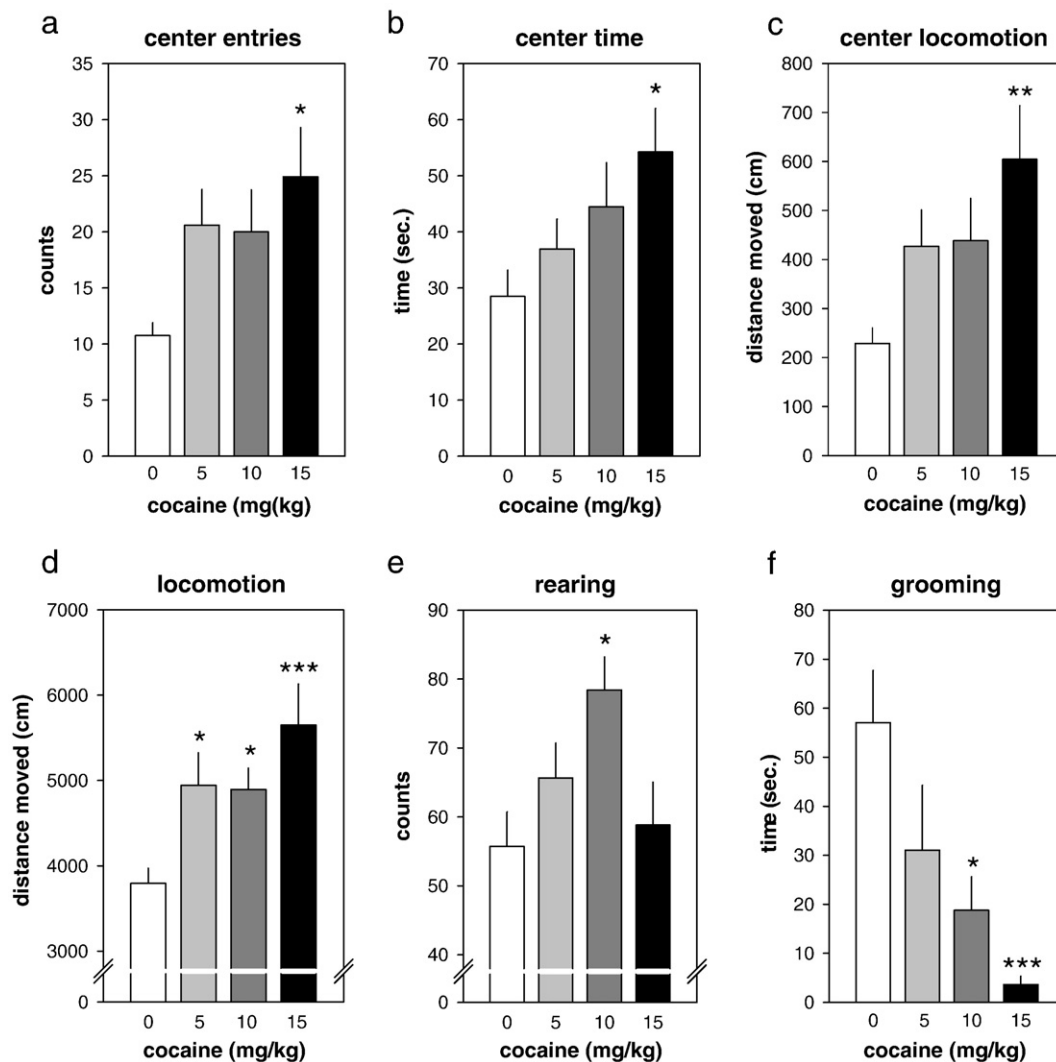 a
center entries
counts
35
30
25
20
15
10
5
0
*
0 5 10 15
cocaine (mg(kg)
b
center time
time (sec.)
70
60
50
40
30
20
10
0
*
0 5 10 15
cocaine (mg/kg)
c
center locomotion
distance moved (cm)
800
700
600
500
400
300
200
100
0
**
0 5 10 15
cocaine (mg/kg)
d
locomotion
distance moved (cm)
7000
6000
5000
4000
3000
0
*
*
***
0 5 10 15
cocaine (mg/kg)
e
rearing
counts
90
80
70
60
50
40
0
*
0 5 10 15
cocaine (mg/kg)
f
grooming
time (sec.)
80
70
60
50
40
30
20
10
0
*
***
0 5 10 15
cocaine (mg/kg)